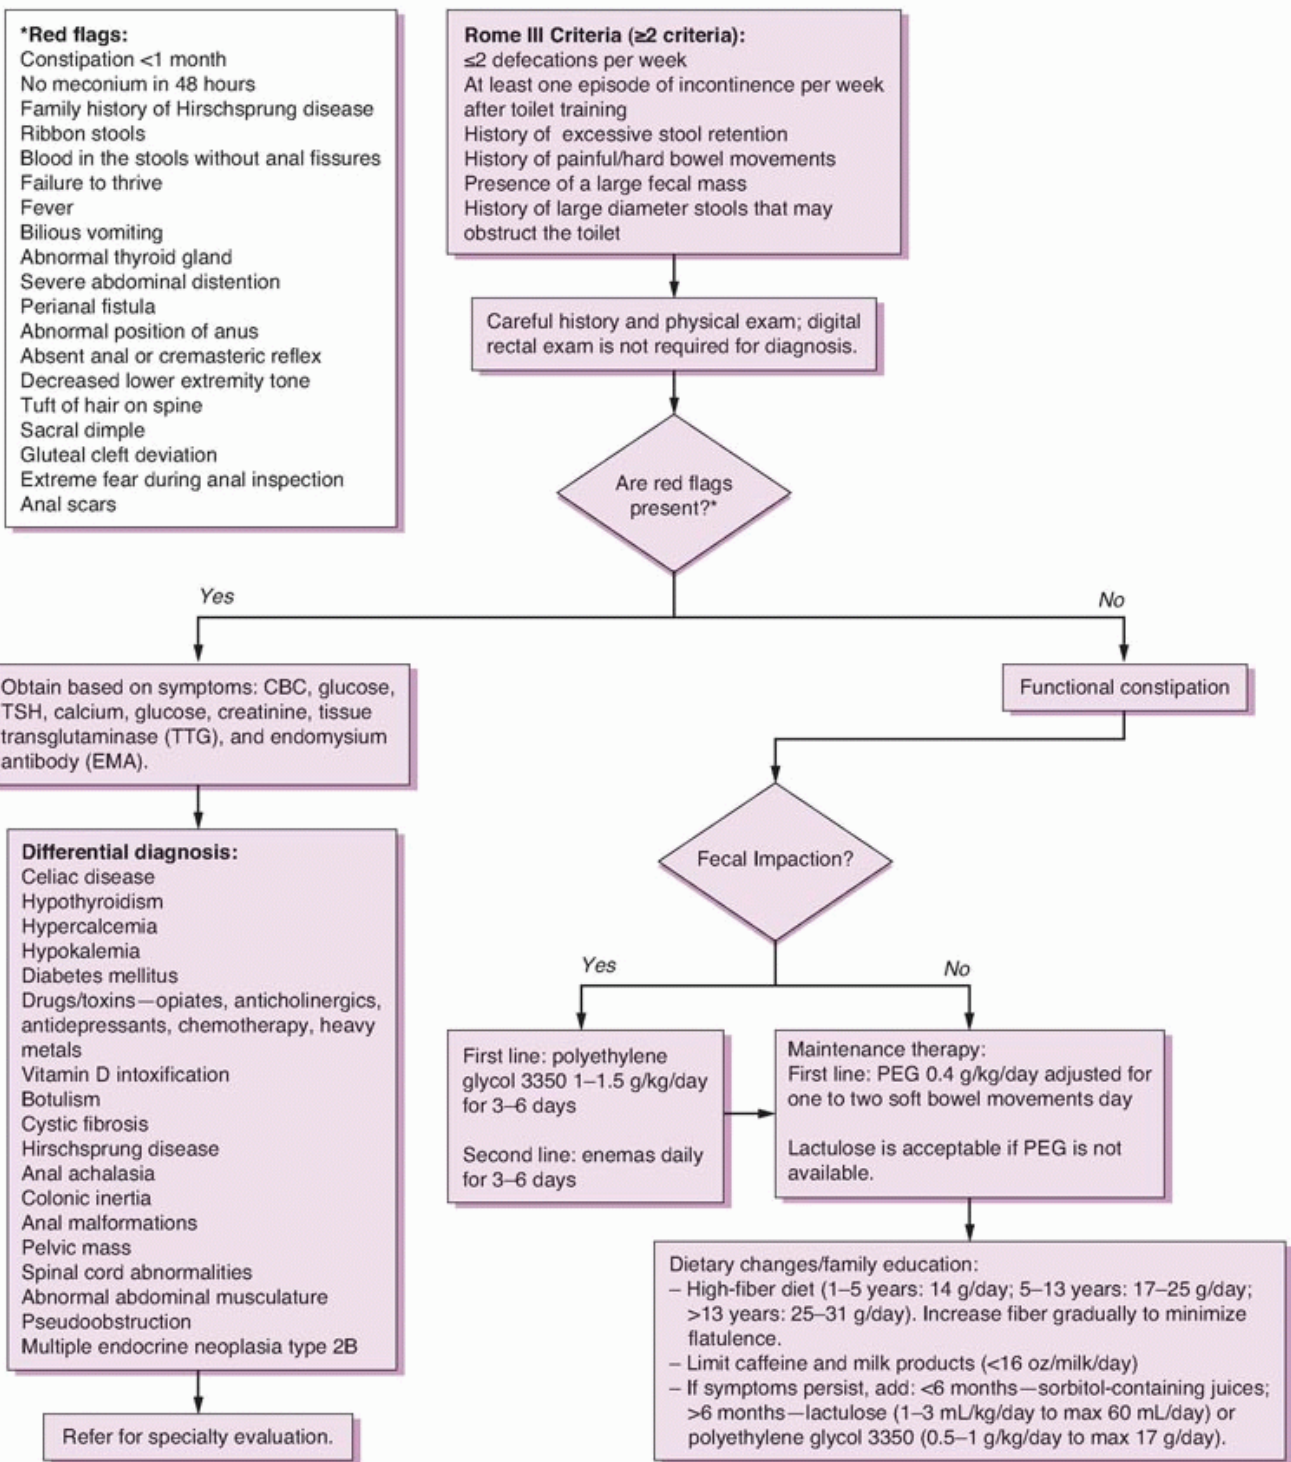 *Red flags:
Constipation <1 month
No meconium in 48 hours
Family history of Hirschsprung disease
Ribbon stools
Blood in the stools without anal fissures
Failure to thrive
Fever
Bilious vomiting
Abnormal thyroid gland
Severe abdominal distention
Perianal fistula
Abnormal position of anus
Absent anal or cremasteric reflex
Decreased lower extremity tone
Tuft of hair on spine
Sacral dimple
Gluteal cleft deviation
Extreme fear during anal inspection
Anal scars
Rome III Criteria (≥2 criteria):
≤2 defecations per week
At least one episode of incontinence per week
after toilet training
History of excessive stool retention
History of painful/hard bowel movements
Presence of a large fecal mass
History of large diameter stools that may
obstruct the toilet
Careful history and physical exam; digital
rectal exam is not required for diagnosis.
Are red flags
present?*
Yes
No
Obtain based on symptoms: CBC, glucose,
TSH, calcium, glucose, creatinine, tissue
transglutaminase (TTG), and endomysium
antibody (EMA).
Functional constipation
Differential diagnosis:
Celiac disease
Hypothyroidism
Hypercalcemia
Hypokalemia
Diabetes mellitus
Drugs/toxins—opiates, anticholinergics,
antidepressants, chemotherapy, heavy
metals
Vitamin D intoxification
Botulism
Cystic fibrosis
Hirschsprung disease
Anal achalasia
Colonic inertia
Anal malformations
Pelvic mass
Spinal cord abnormalities
Abnormal abdominal musculature
Pseudoobstruction
Multiple endocrine neoplasia type 2B
Refer for specialty evaluation.
Fecal Impaction?
Yes
No
First line: polyethylene
glycol 3350 1–1.5 g/kg/day
for 3–6 days
Second line: enemas daily
for 3–6 days
Maintenance therapy:
First line: PEG 0.4 g/kg/day adjusted for
one to two soft bowel movements day
Lactulose is acceptable if PEG is not
available.
Dietary changes/family education:
– High-fiber diet (1–5 years: 14 g/day; 5–13 years: 17–25 g/day;
>13 years: 25–31 g/day). Increase fiber gradually to minimize
flatulence.
– Limit caffeine and milk products (<16 oz/milk/day)
– If symptoms persist, add: <6 months—sorbitol-containing juices;
>6 months—lactulose (1–3 mL/kg/day to max 60 mL/day) or
polyethylene glycol 3350 (0.5–1 g/kg/day to max 17 g/day).